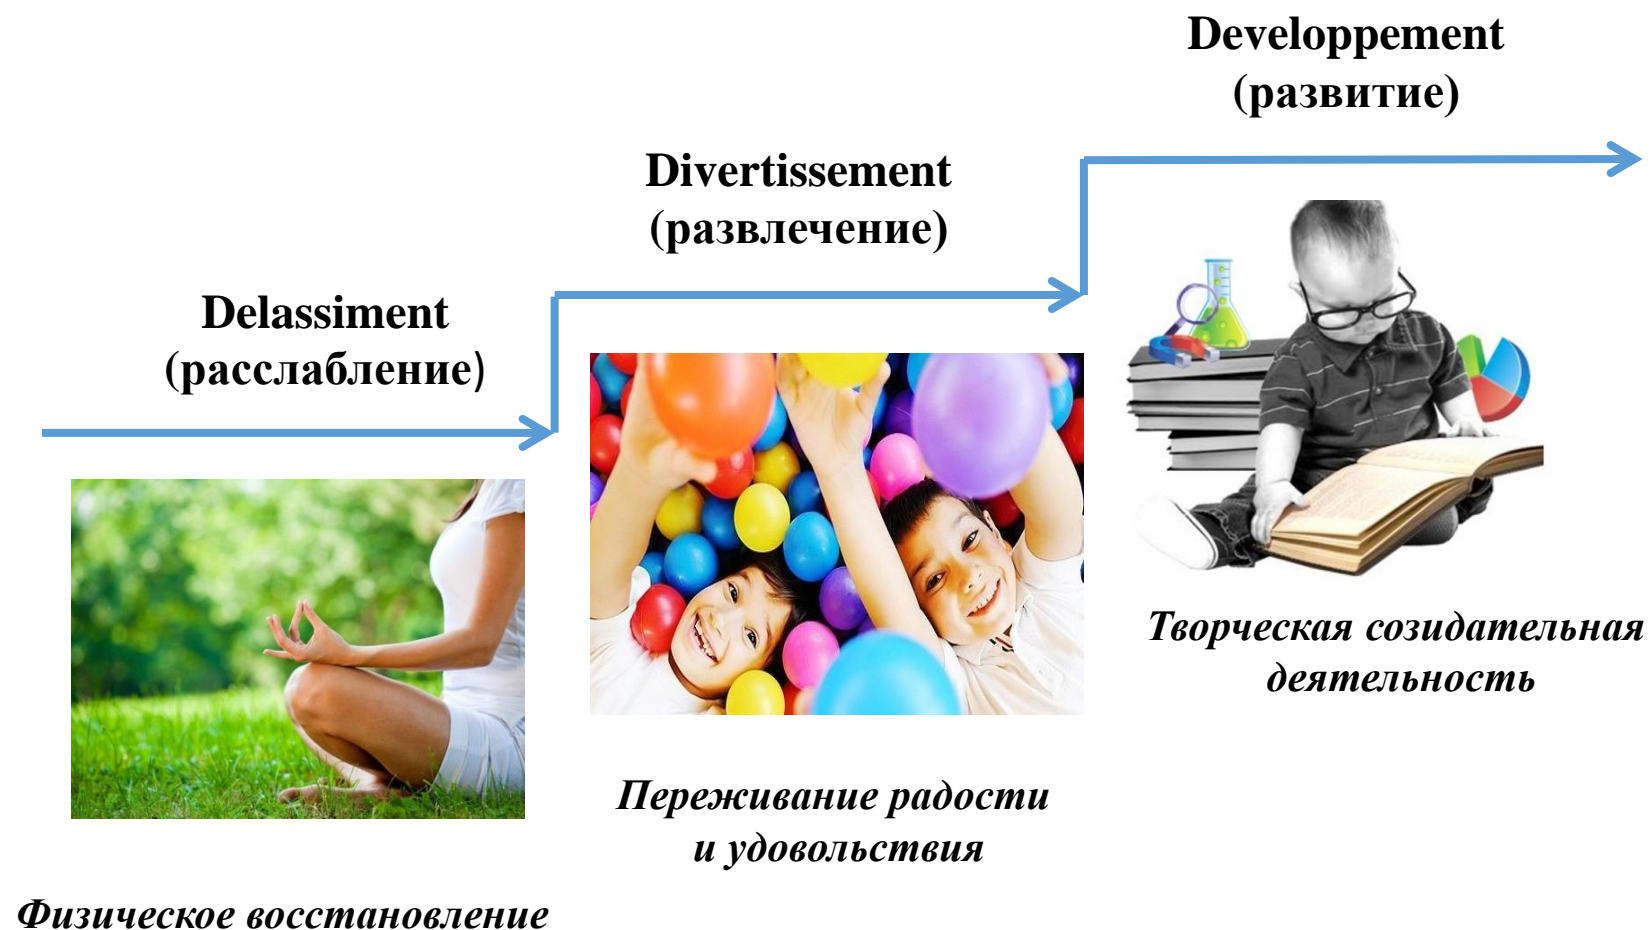 Developpement
(развитие)
Divertissement
(развлечение)
Delassiment
(расслабление)
Творческая созидательная
деятельность
Переживание радости
и удовольствия
Физическое восстановление